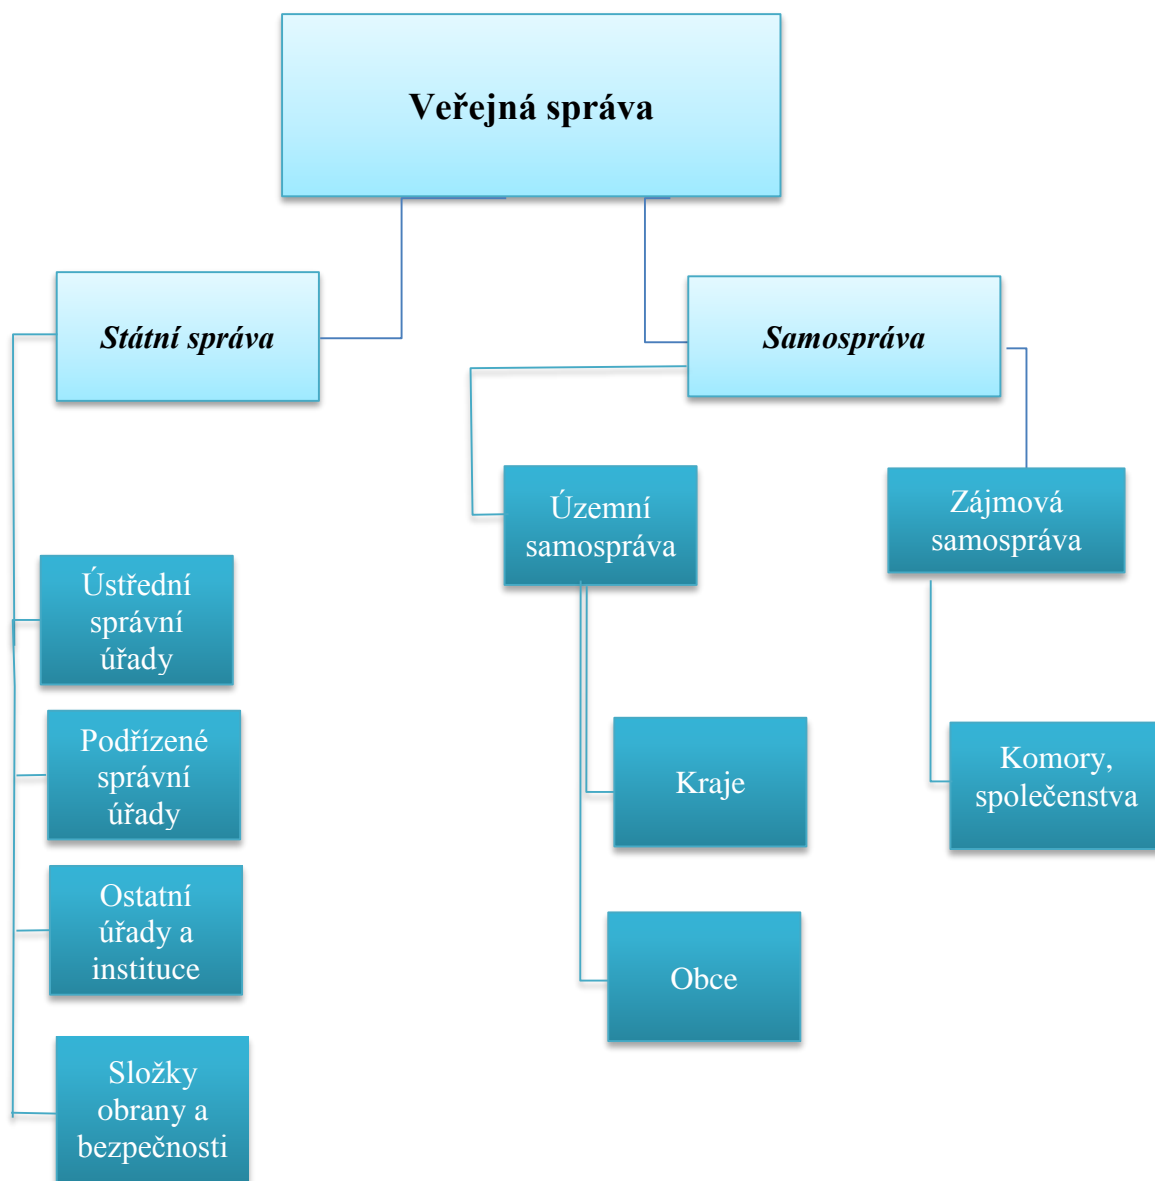 Veřejná správa
Státní správa
Samospráva
Územní
samospráva
Zájmová
samospráva
Ústřední
správní
úřady
Podřízené
správní
úřady
Kraje
Komory,
společenstva
Ostatní
úřady a
instituce
Obce
Složky
obrany a
bezpečnosti